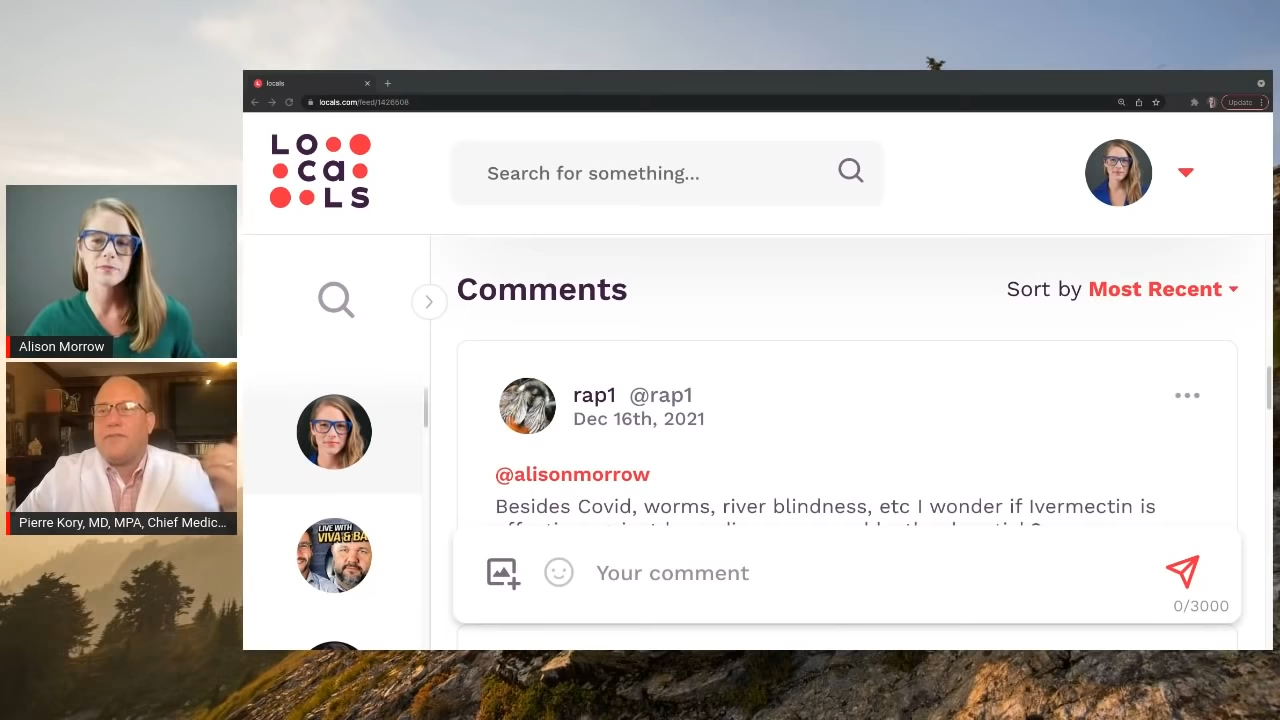 locals
locals.com/feed/1426508
Update
LO
ca
LS
Search for something...
Comments
Sort by Most Recent
rap1 @rap1
Dec 16th, 2021
@alisonmorrow
Besides Covid, worms, river blindness, etc I wonder if Ivermectin is
Your comment
0/3000
LIVE WITH
VIVA & BA
Alison Morrow
Pierre Kory, MD, MPA, Chief Medic...